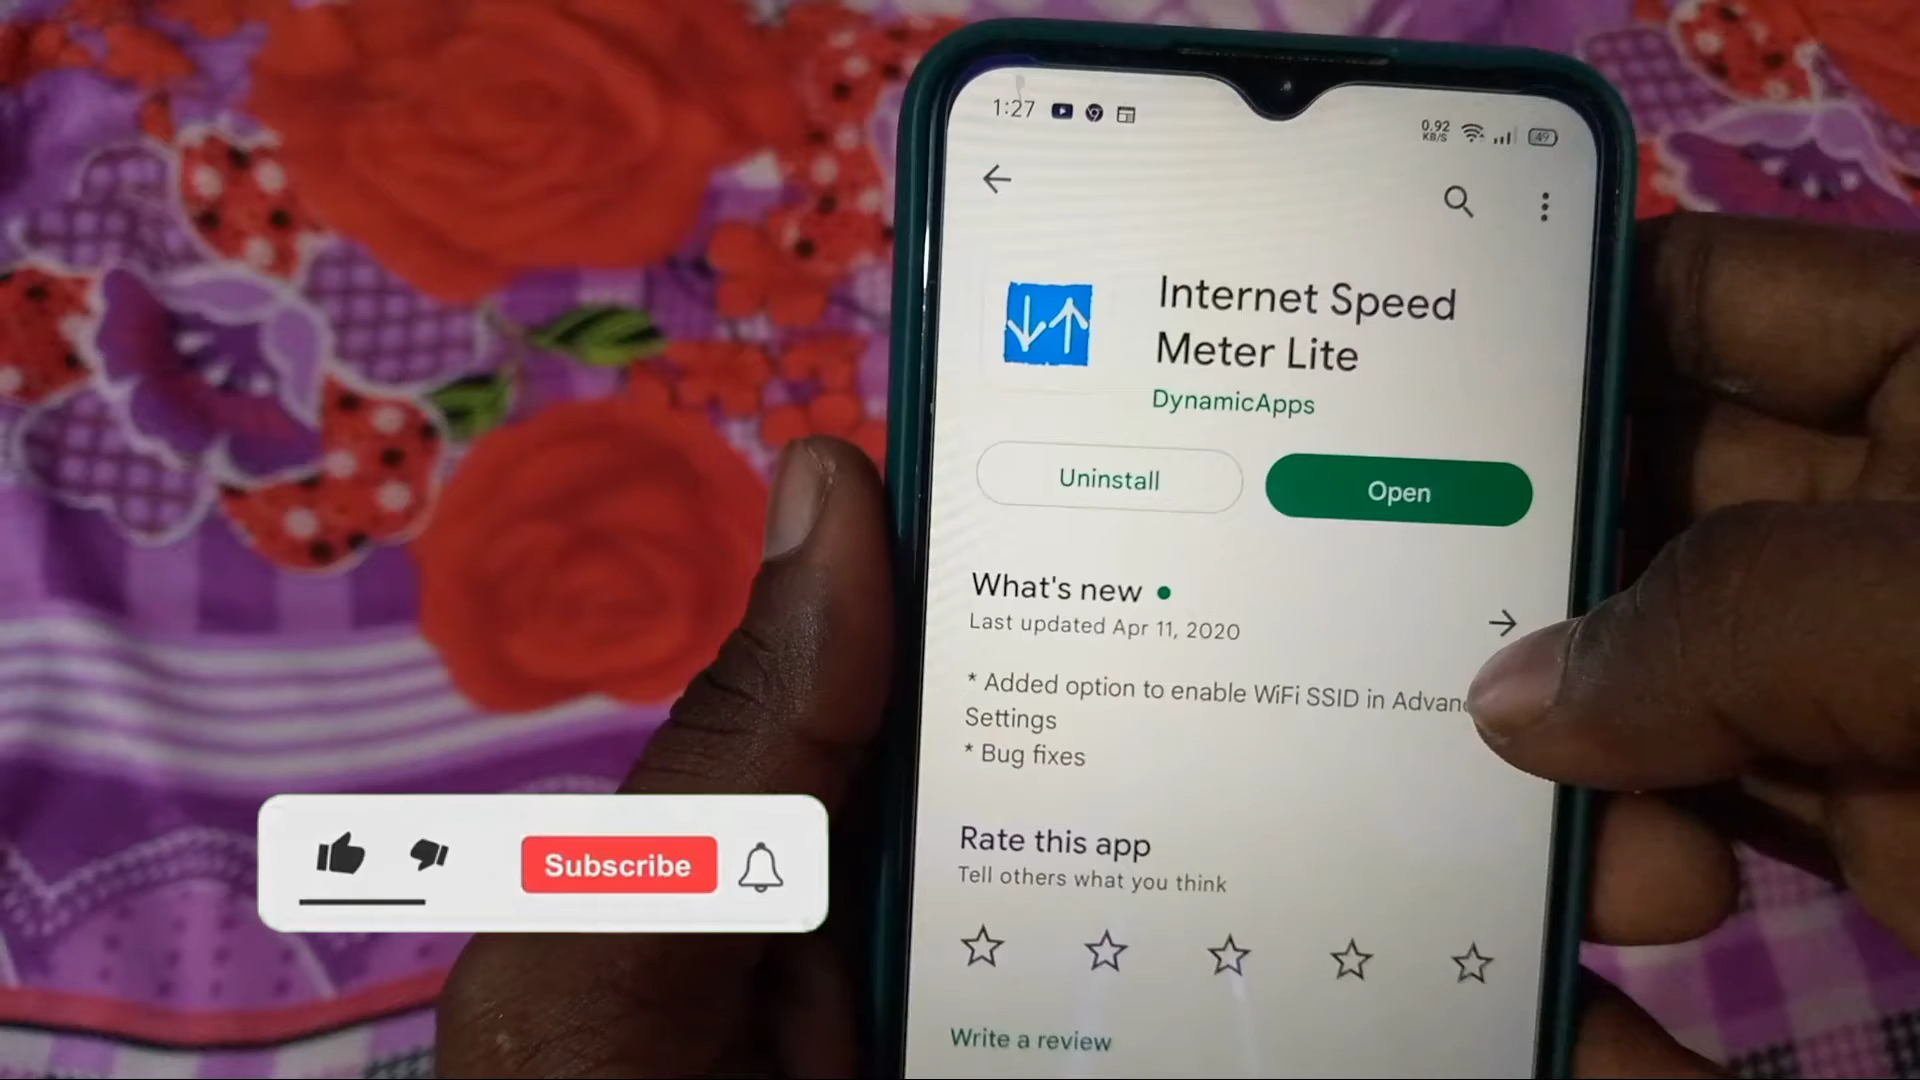 1:27
0.92
KB/S
49
Internet Speed
Meter Lite
DynamicApps
Uninstall
Open
What's new
Last updated Apr 11, 2020
* Added option to enable WiFi SSID in Advanc
Settings
* Bug fixes
Rate this app
Tell others what you think
Write a review
Subscribe